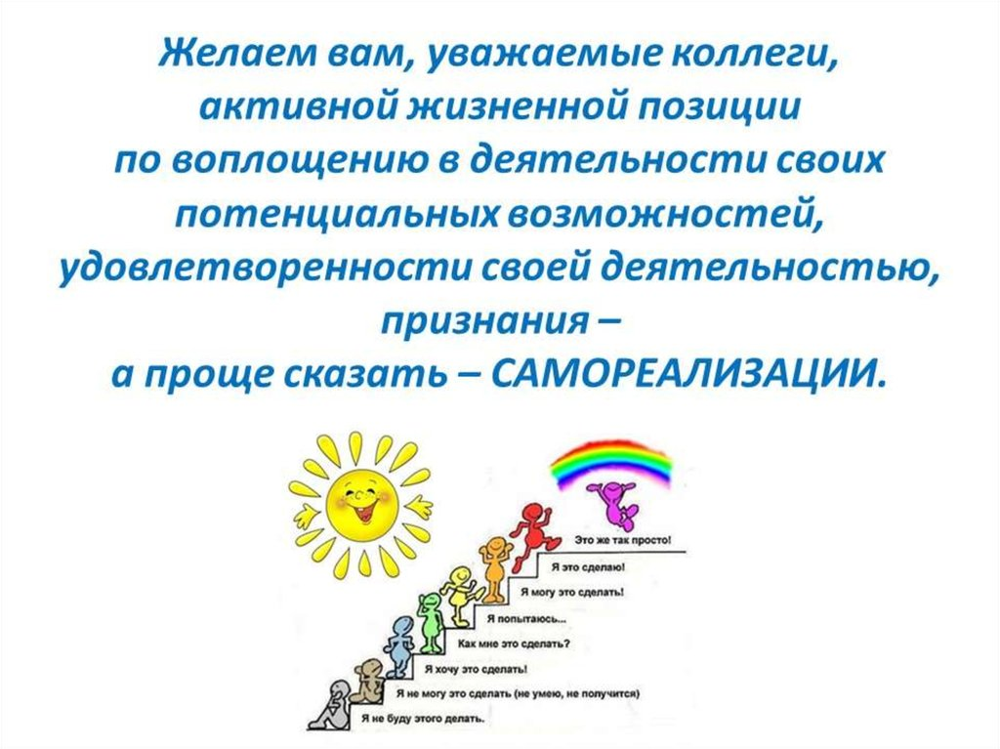 Желаем вам, уважаемые коллеги,
активной жизненной позиции
по воплощению в деятельности своих
потенциальных возможностей,
удовлетворенности своей деятельностью,
признания –
а проще сказать – САМОРЕАЛИЗАЦИИ.
Это же так просто!
Я это сделаю!
Я могу это сделать!
Я попытаюсь...
Как мне это сделать?
Я хочу это сделать!
Я не могу это сделать (не умею, не получится)
Я не буду этого делать.